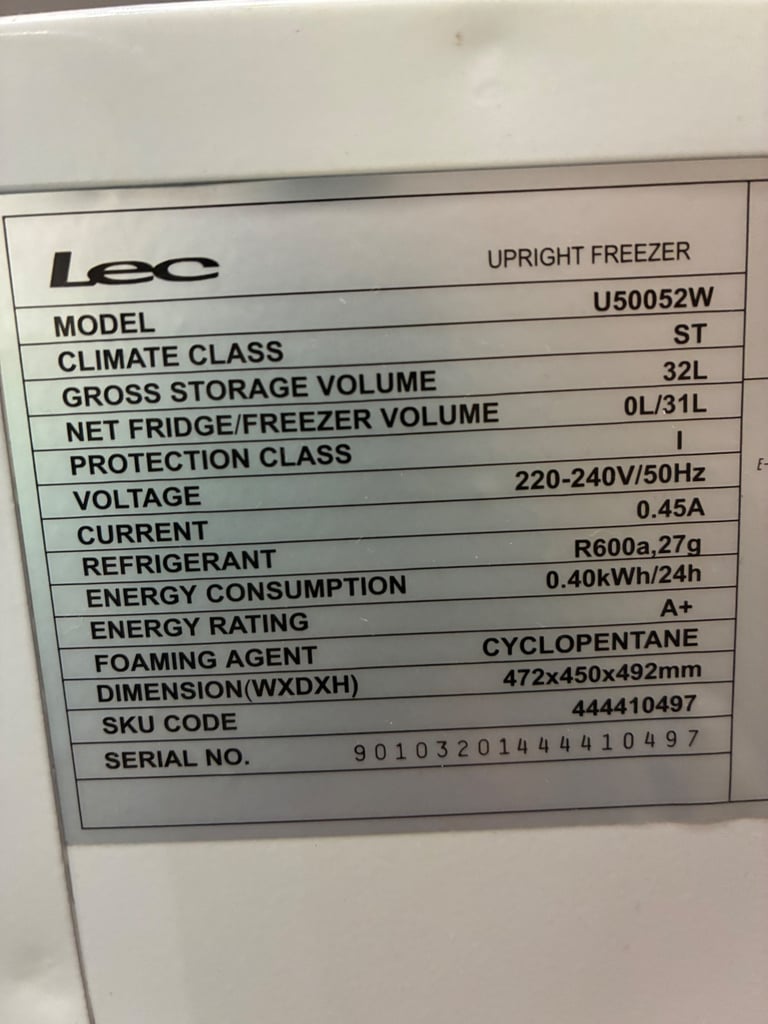 Lec UPRIGHT FREEZER
MODEL U50052W
CLIMATE CLASS ST
GROSS STORAGE VOLUME 32L
NET FRIDGE/FREEZER VOLUME 0L/31L
PROTECTION CLASS I
VOLTAGE 220-240V/50Hz
CURRENT 0.45A
REFRIGERANT R600a,27g
ENERGY CONSUMPTION 0.40kWh/24h
ENERGY RATING A+
FOAMING AGENT CYCLOPENTANE
DIMENSION(WXDXH) 472x450x492mm
SKU CODE 444410497
SERIAL NO. 90103201444410497